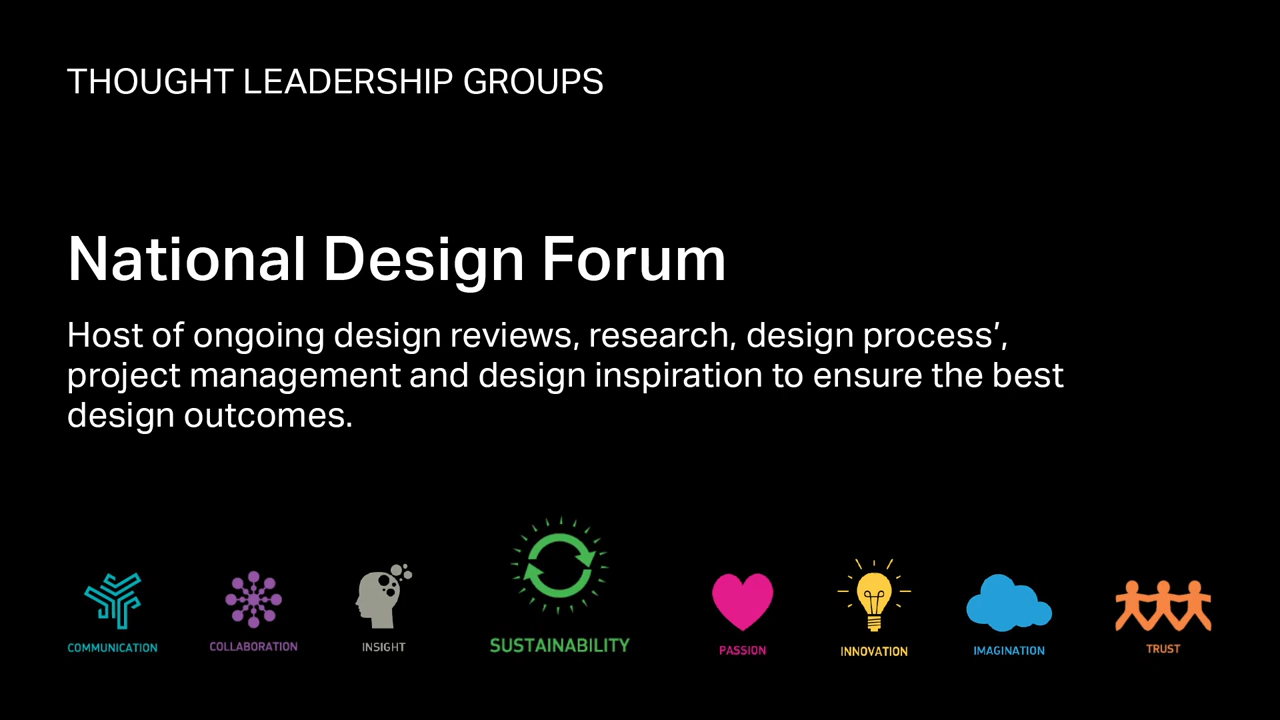 THOUGHT LEADERSHIP GROUPS
National Design Forum
Host of ongoing design reviews, research, design process’,
project management and design inspiration to ensure the best
design outcomes.
COMMUNICATION
COLLABORATION
INSIGHT
SUSTAINABILITY
PASSION
INNOVATION
IMAGINATION
TRUST